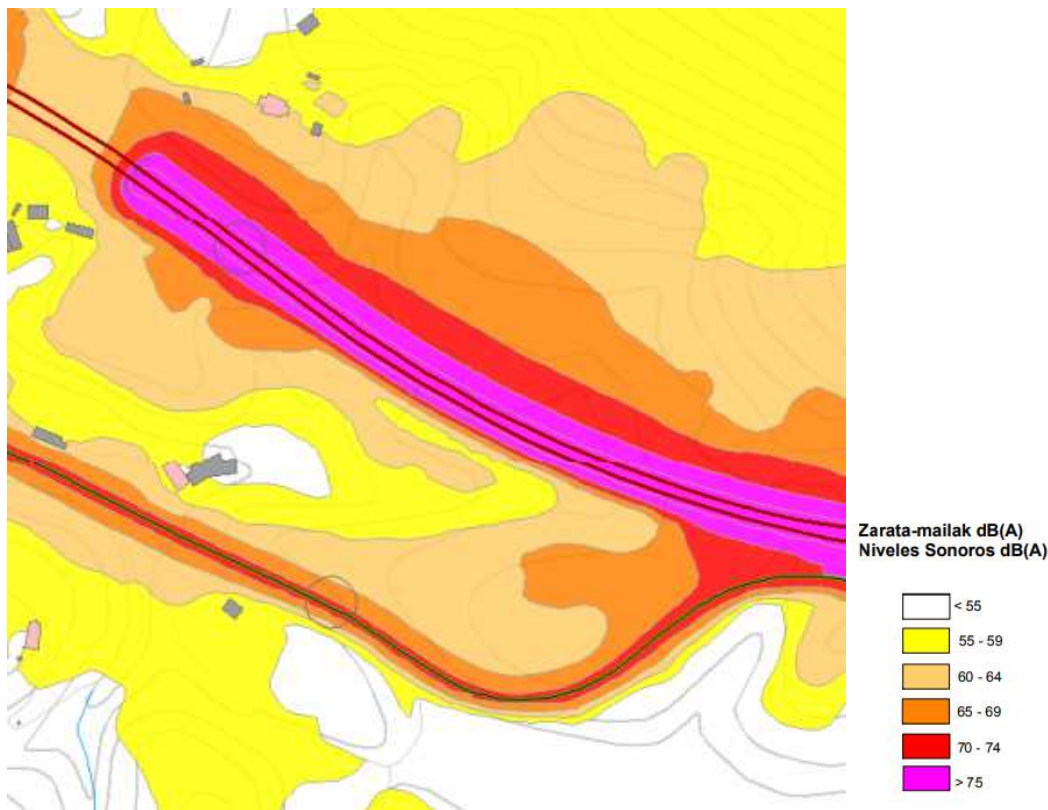 Zarata-mailak dB(A)
Niveles Sonoros dB(A)
< 55
55 - 59
60 - 64
65 - 69
70 - 74
> 75